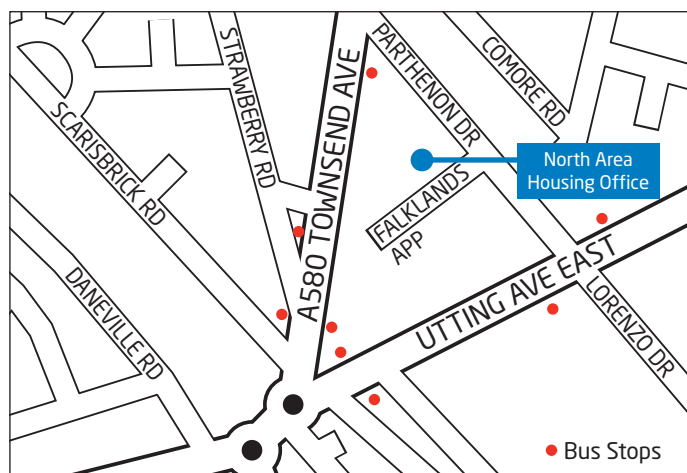 STRAWBERRY RD
A580 TOWNSEND AVE
PARTHENON DR
COMORE RD
SCARISBRICK RD
North Area
Housing Office
FALKLANDS
APP
DANEVILLE RD
UTTING AVE EAST
LORENZO DR
Bus Stops